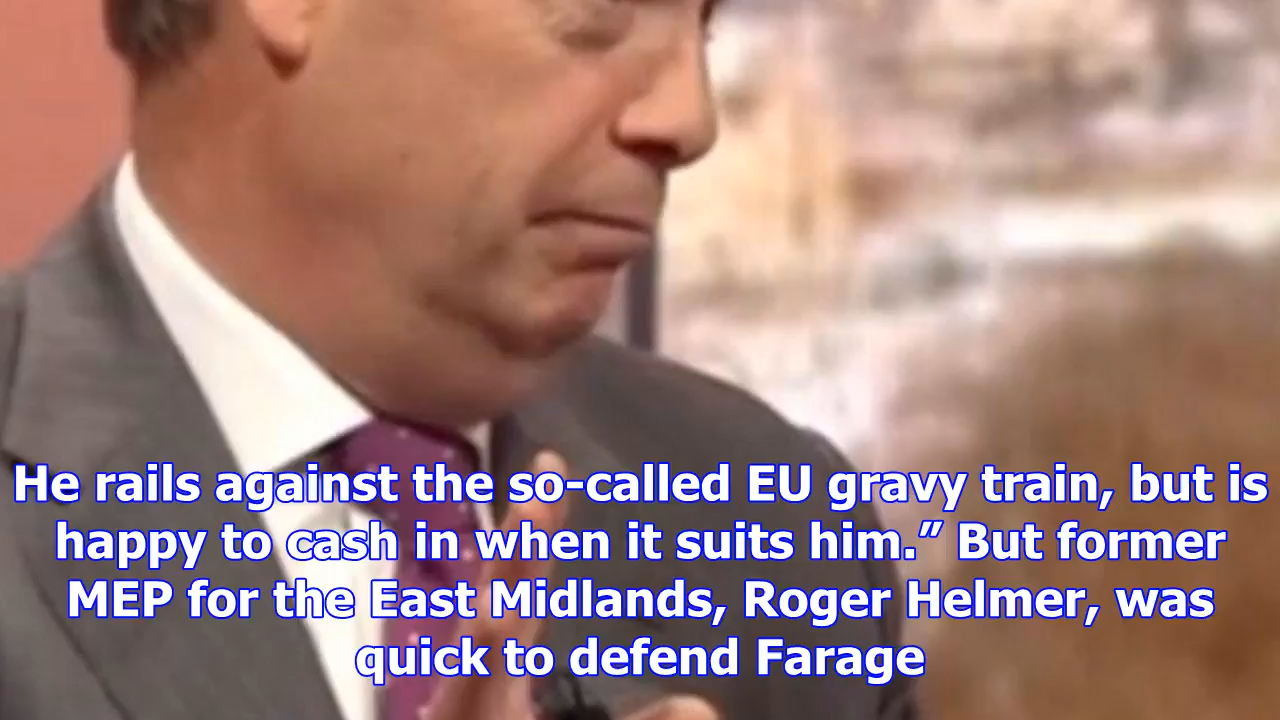 He rails against the so-called EU gravy train, but is
happy to cash in when it suits him.” But former
MEP for the East Midlands, Roger Helmer, was
quick to defend Farage